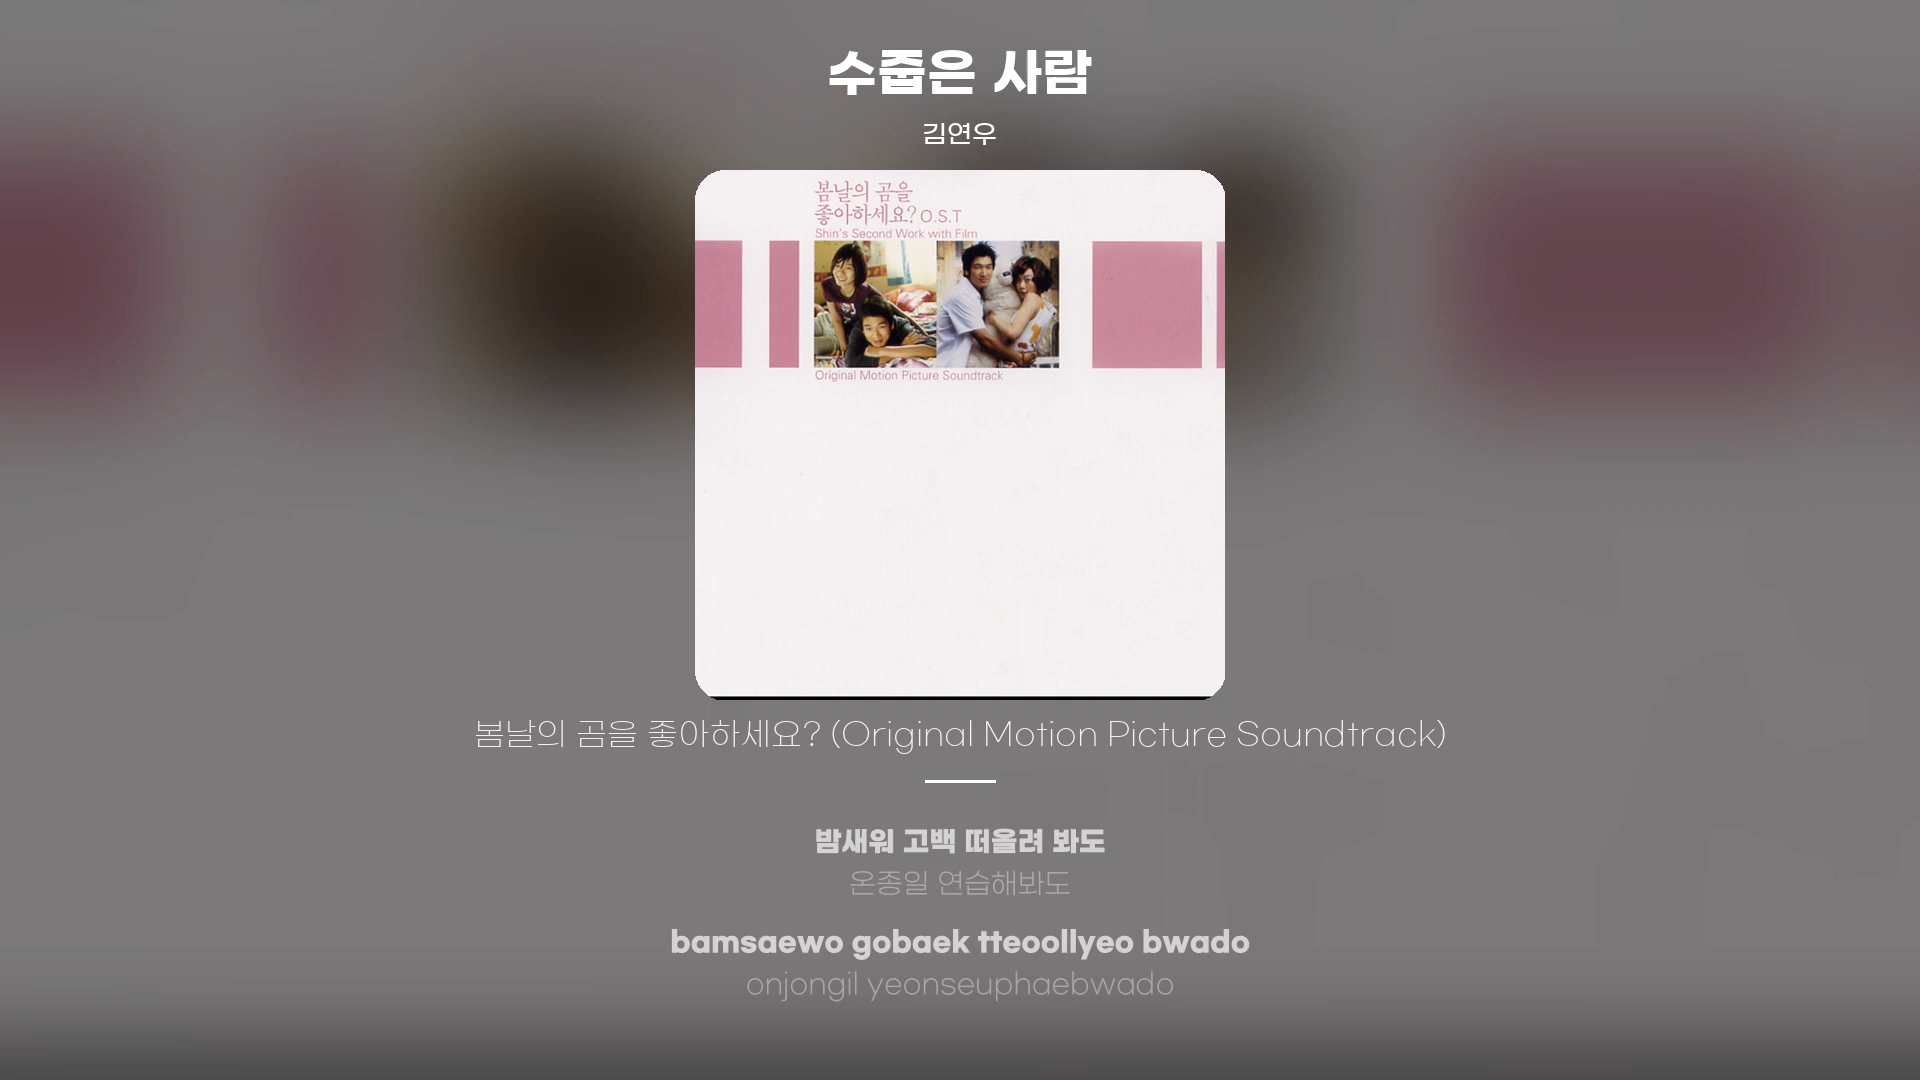 수줍은 사람
김연우
봄날의 곰을
좋아하세요? O.S.T
Shin's Second Work with Film
Original Motion Picture Soundtrack
봄날의 곰을 좋아하세요? (Original Motion Picture Soundtrack)
밤새워 고백 떠올려 봐도
온종일 연습해봐도
bamsaewo gobaek tteoollyeo bwado
onjongil yeonseuphaebwado